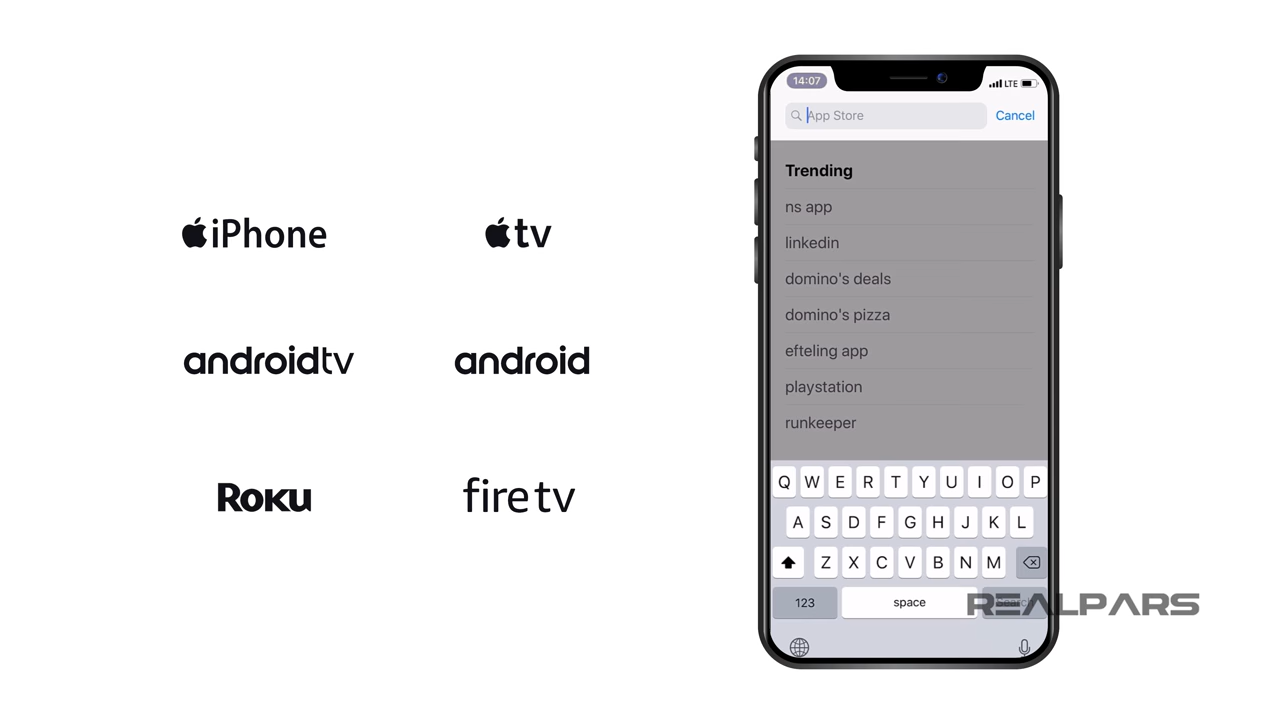 iPhone
tv
androidtv
android
Roku
fire tv
14:07
LTE
App Store
Cancel
Trending
ns app
linkedin
domino's deals
domino's pizza
efteling app
playstation
runkeeper
Q W E R T Y U I O P
A S D F G H J K L
Z X C V B N M
123 space Search
REALPARS